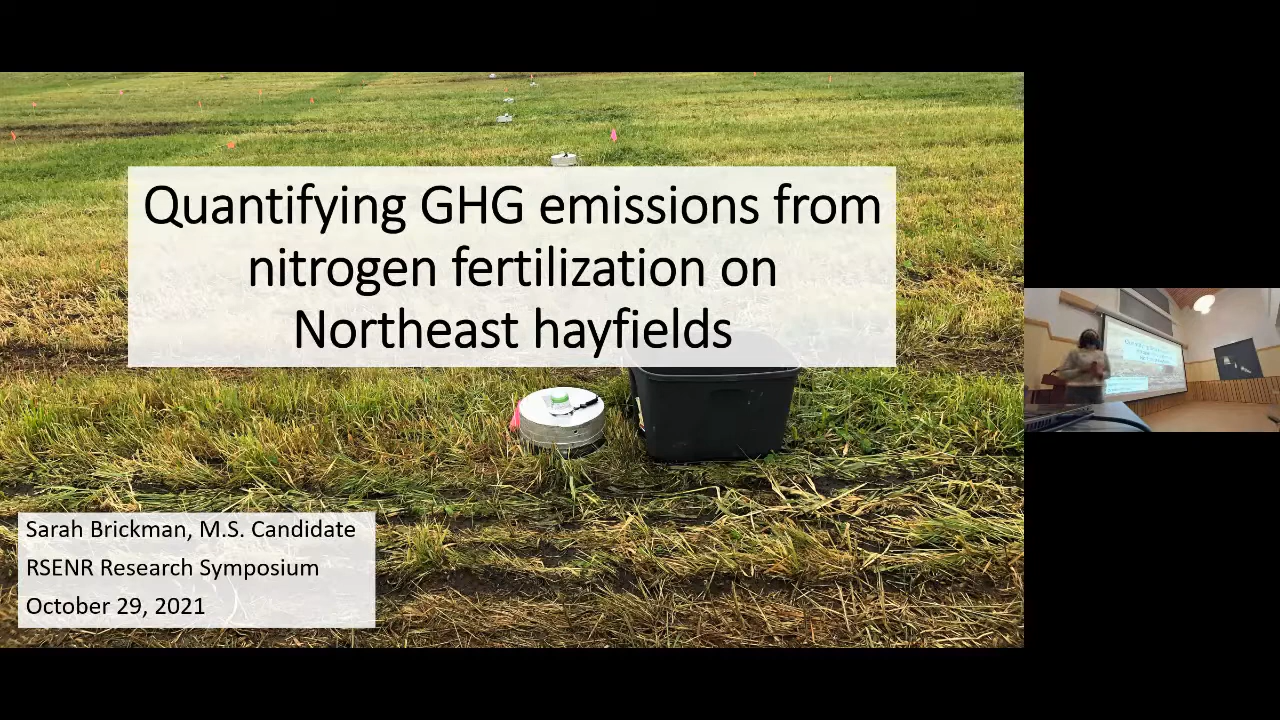 Quantifying GHG emissions from
nitrogen fertilization on
Northeast hayfields
Sarah Brickman, M.S. Candidate
RSENR Research Symposium
October 29, 2021